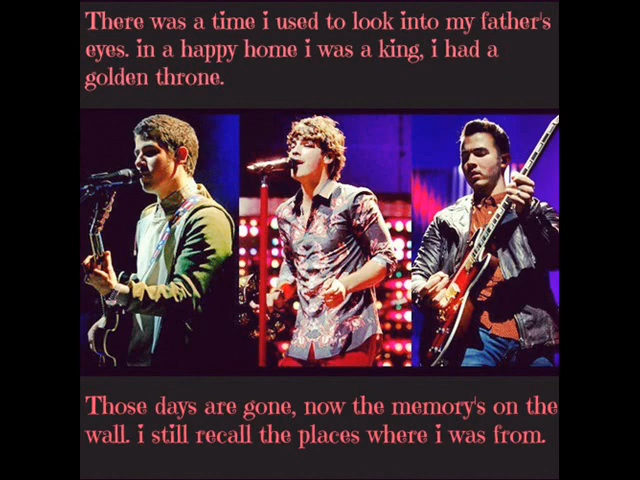 There was a time i used to look into my father's
eyes. in a happy home i was a king, i had a
golden throne.
Those days are gone, now the memory's on the
wall. i still recall the places where i was from.